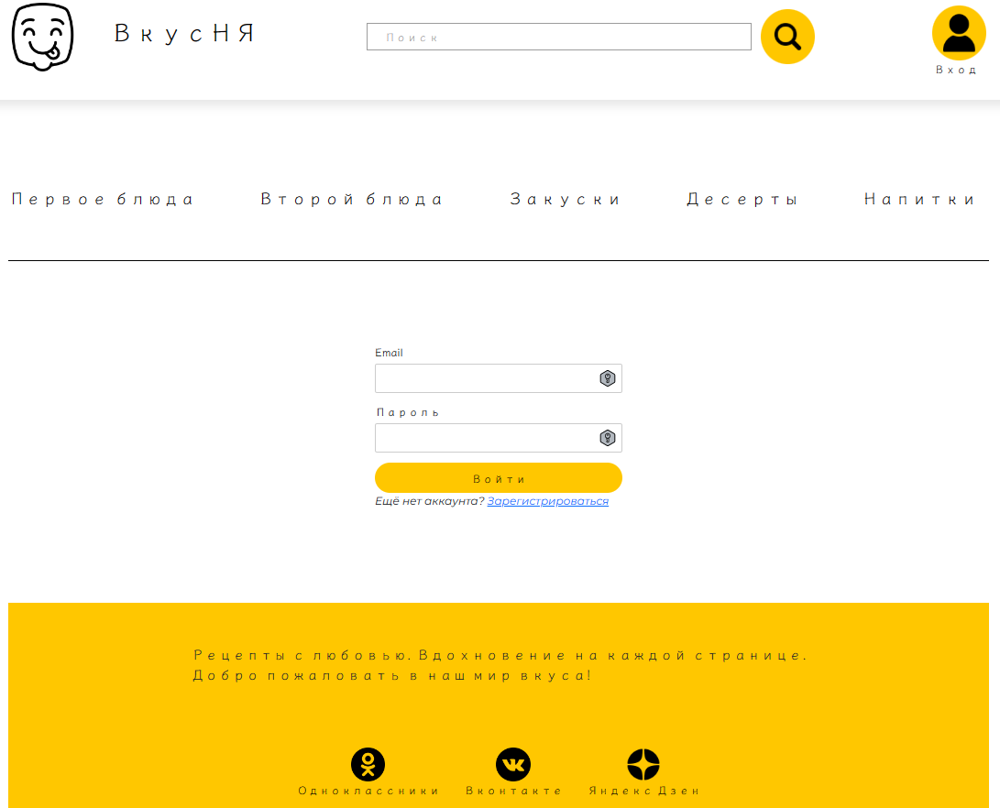 ВкусНЯ
Поиск
Вход
Первое блюда
Второй блюда
Закуски
Десерты
Напитки
Email
Пароль
Войти
Ещё нет аккаунта? Зарегистрироваться
Рецепты с любовью. Вдохновение на каждой странице.
Добро пожаловать в наш мир вкуса!
Одноклассники
Вконтакте
Яндекс Дзен